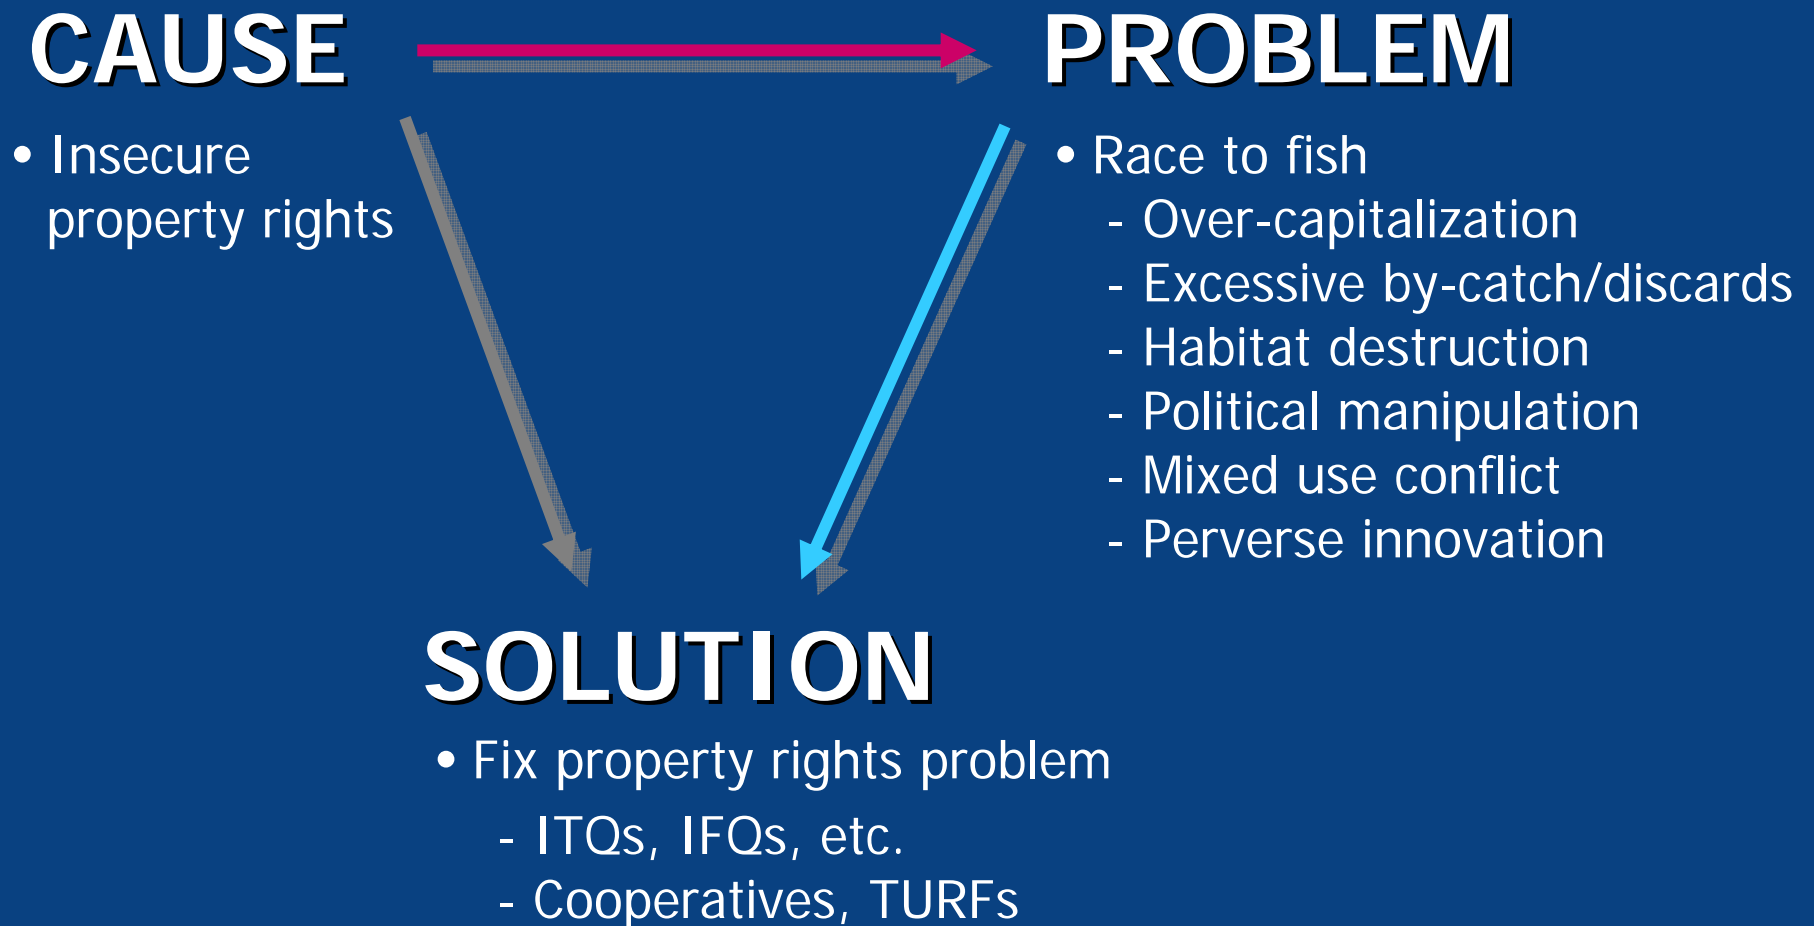 CAUSE
• Insecure
property rights
PROBLEM
• Race to fish
- Over-capitalization
- Excessive by-catch/discards
- Habitat destruction
- Political manipulation
- Mixed use conflict
- Perverse innovation
SOLUTION
• Fix property rights problem
- ITQs, IFQs, etc.
- Cooperatives, TURFs